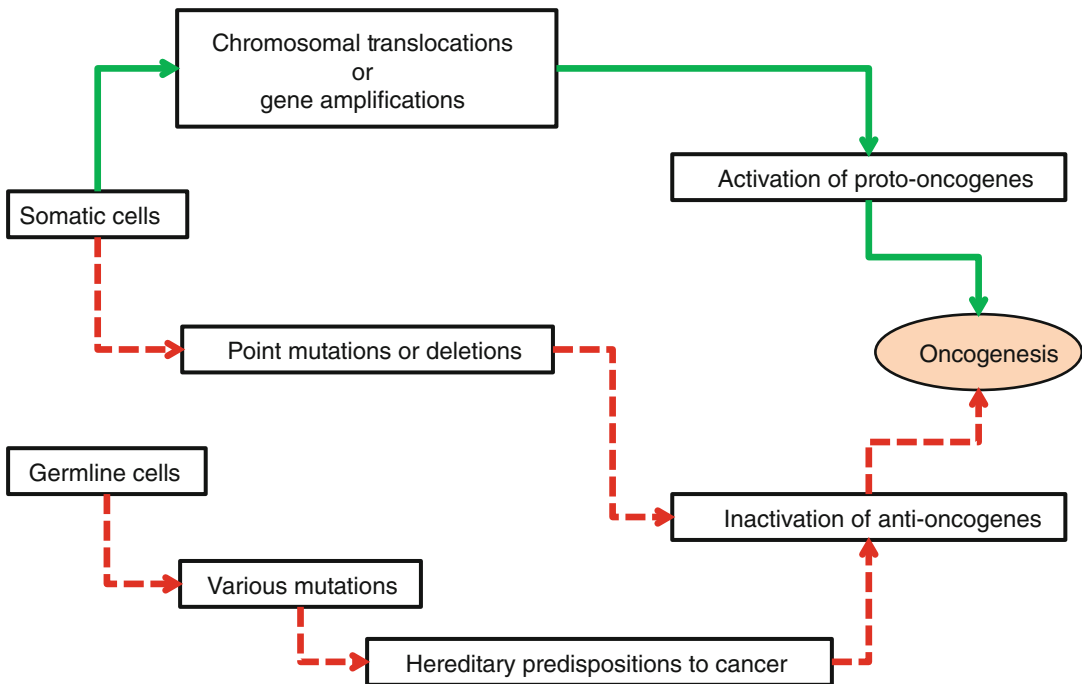 Chromosomal translocations
or
gene amplifications
Activation of proto-oncogenes
Somatic cells
Point mutations or deletions
Oncogenesis
Germline cells
Inactivation of anti-oncogenes
Various mutations
Hereditary predispositions to cancer